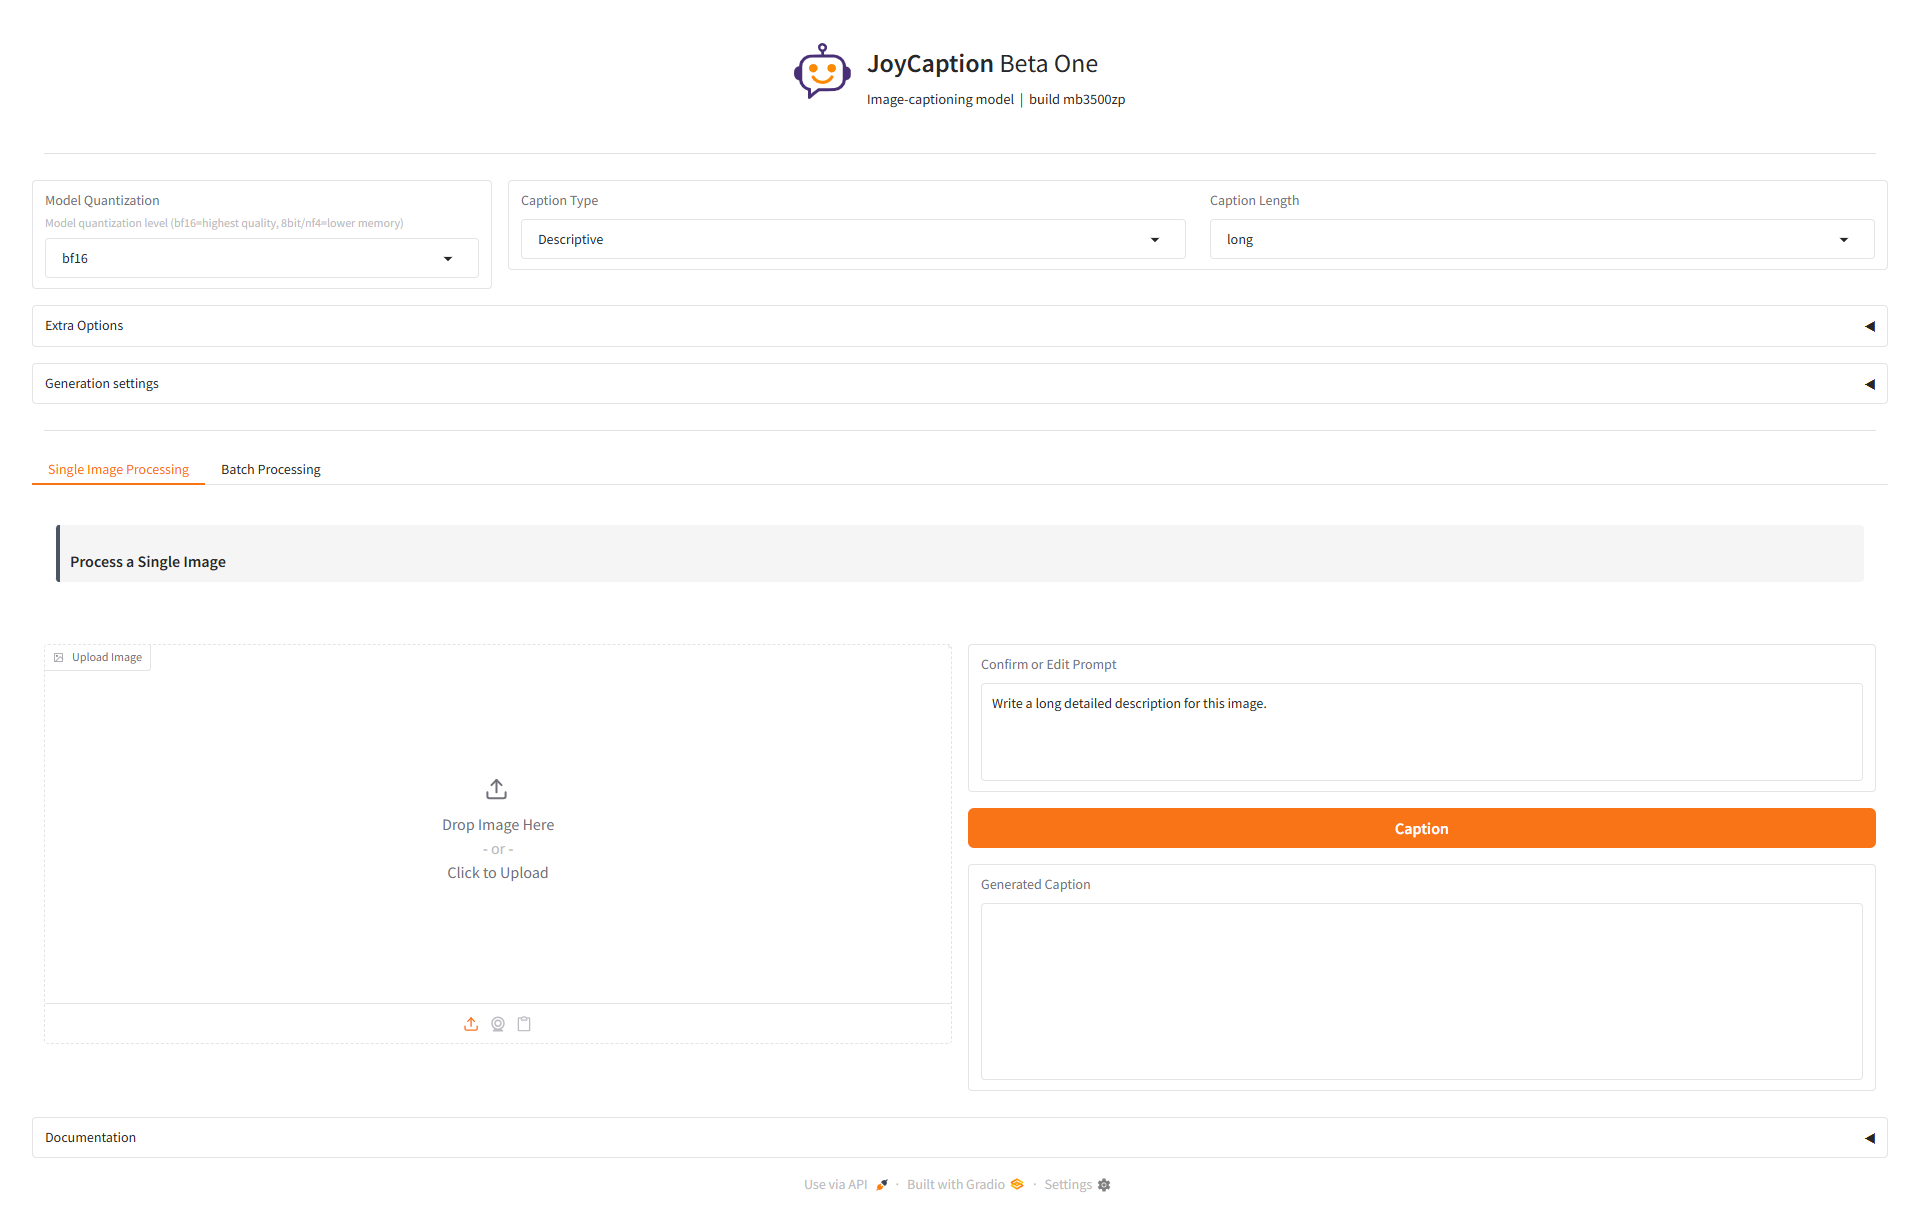 JoyCaption Beta One
Image-captioning model | build mb3500zp
Model Quantization
Model quantization level (bf16=highest quality, 8bit/nf4=lower memory)
bf16
Caption Type
Descriptive
Caption Length
long
Extra Options
Generation settings
Single Image Processing
Batch Processing
Process a Single Image
Upload Image
Drop Image Here
- or -
Click to Upload
Confirm or Edit Prompt
Write a long detailed description for this image.
Caption
Generated Caption
Documentation
Use via API · Built with Gradio · Settings